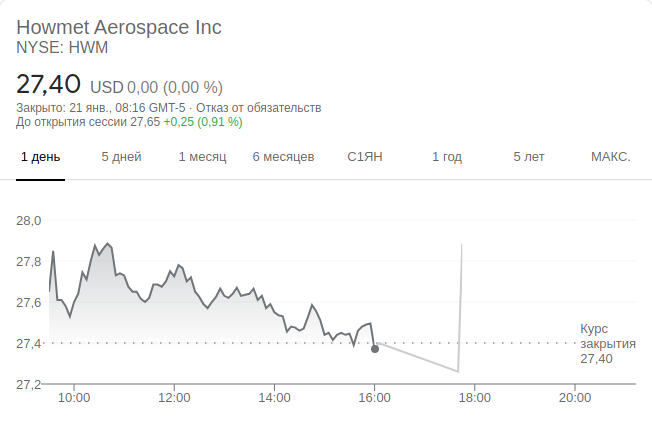 Howmet Aerospace Inc
NYSE: HWM
27,40 USD 0,00 (0,00 %)
Закрыто: 21 янв., 08:16 GMT-5 · Отказ от обязательств
До открытия сессии 27,65 +0,25 (0,91 %)
1 день 5 дней 1 месяц 6 месяцев С1ЯН 1 год 5 лет МАКС.
28,0
27,8
27,6
27,4
27,2
Курс
закрытия
27,40
10:00 12:00 14:00 16:00 18:00 20:00